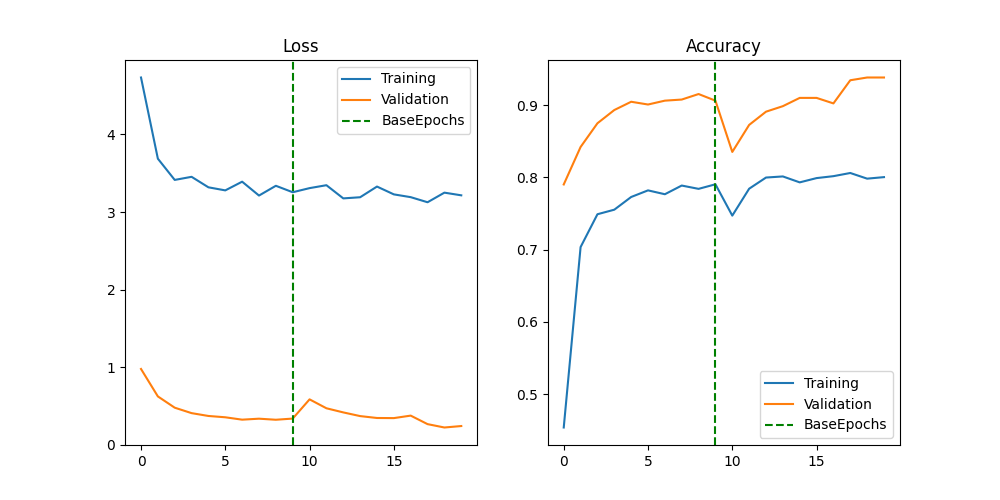 Loss
Training
Validation
BaseEpochs
4
3
2
1
0
0
5
10
15
Accuracy
0.9
0.8
0.7
0.6
0.5
Training
Validation
BaseEpochs
0
5
10
15